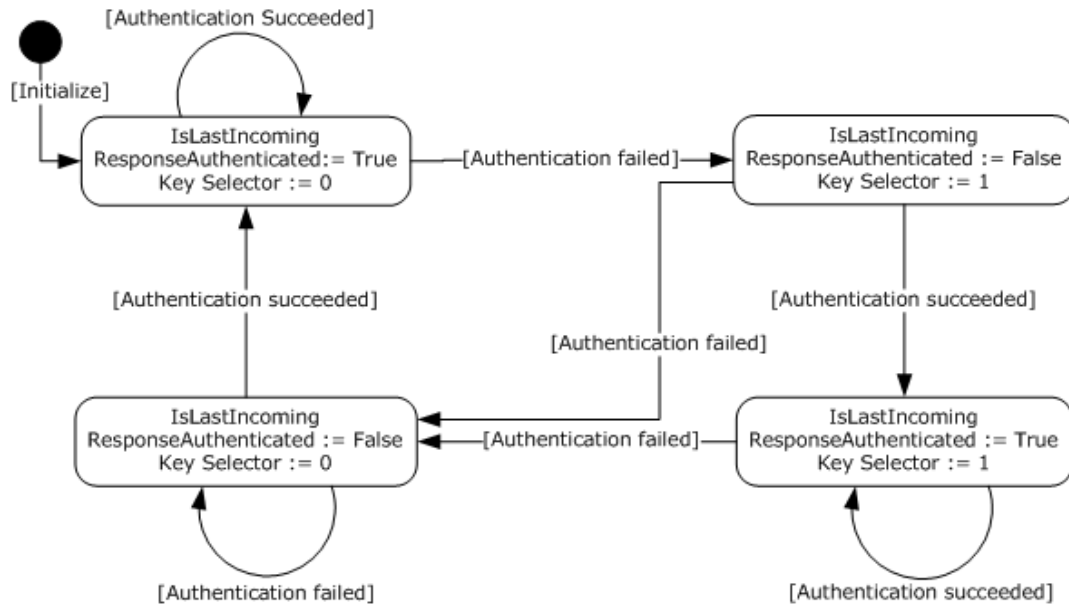 [Authentication Succeeded]
[Initialize]
IsLastIncoming
ResponseAuthenticated:= True
Key Selector := 0
[Authentication failed]
IsLastIncoming
ResponseAuthenticated := False
Key Selector := 1
[Authentication succeeded]
[Authentication succeeded]
[Authentication failed]
IsLastIncoming
ResponseAuthenticated := False
Key Selector := 0
[Authentication failed]
IsLastIncoming
ResponseAuthenticated := True
Key Selector := 1
[Authentication failed]
[Authentication succeeded]